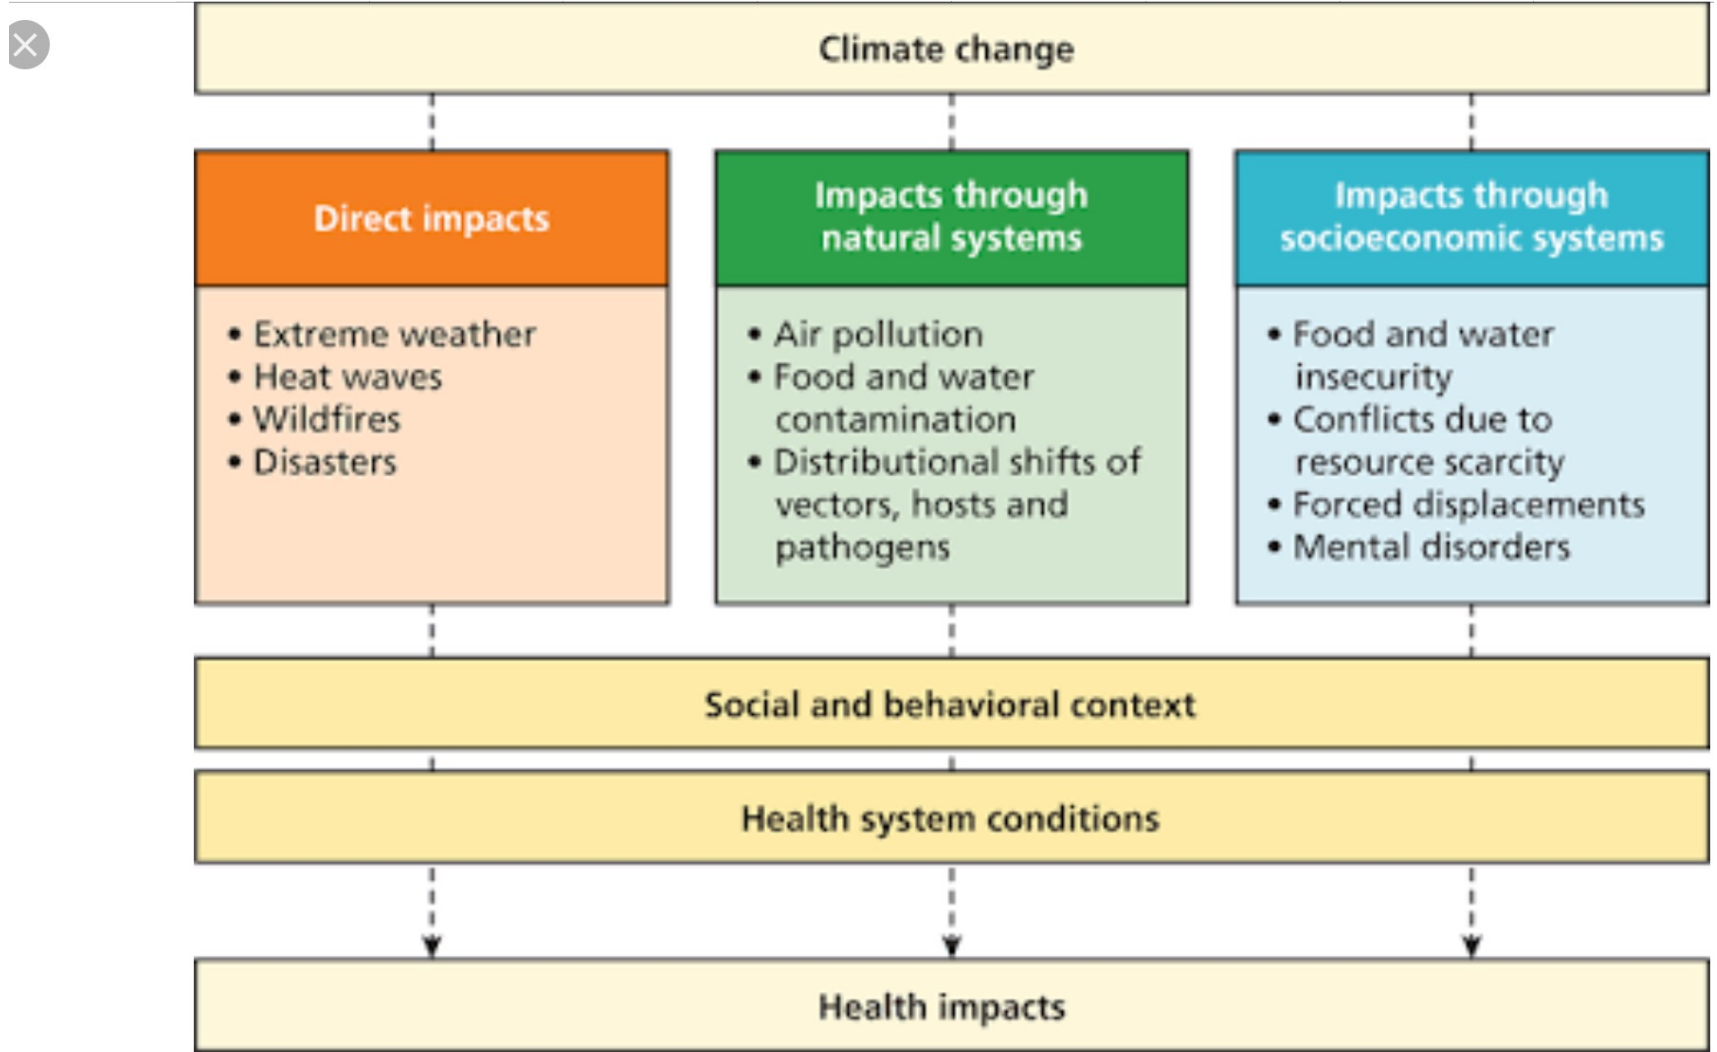 Climate change
Direct impacts
• Extreme weather
• Heat waves
• Wildfires
• Disasters
Impacts through
natural systems
• Air pollution
• Food and water
contamination
• Distributional shifts of
vectors, hosts and
pathogens
Impacts through
socioeconomic systems
• Food and water
insecurity
• Conflicts due to
resource scarcity
• Forced displacements
• Mental disorders
Social and behavioral context
Health system conditions
Health impacts